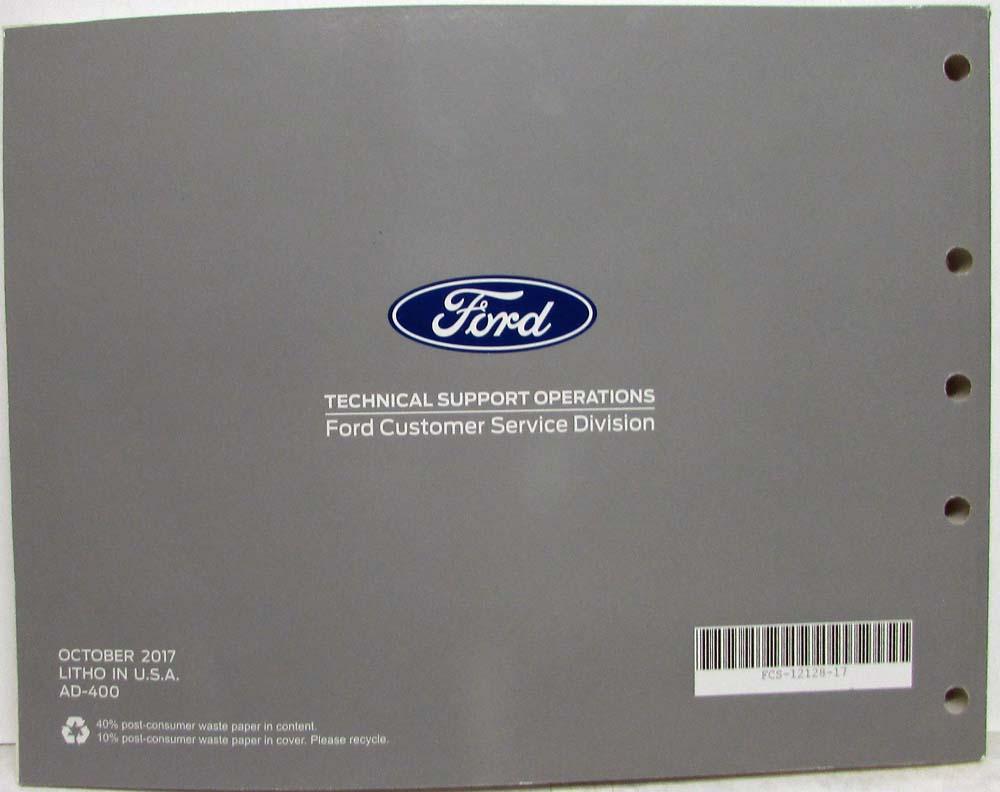 Ford
TECHNICAL SUPPORT OPERATIONS
Ford Customer Service Division
OCTOBER 2017
LITHO IN U.S.A.
AD-400
FCS-12128-17
40% post-consumer waste paper in content.
10% post-consumer waste paper in cover. Please recycle.